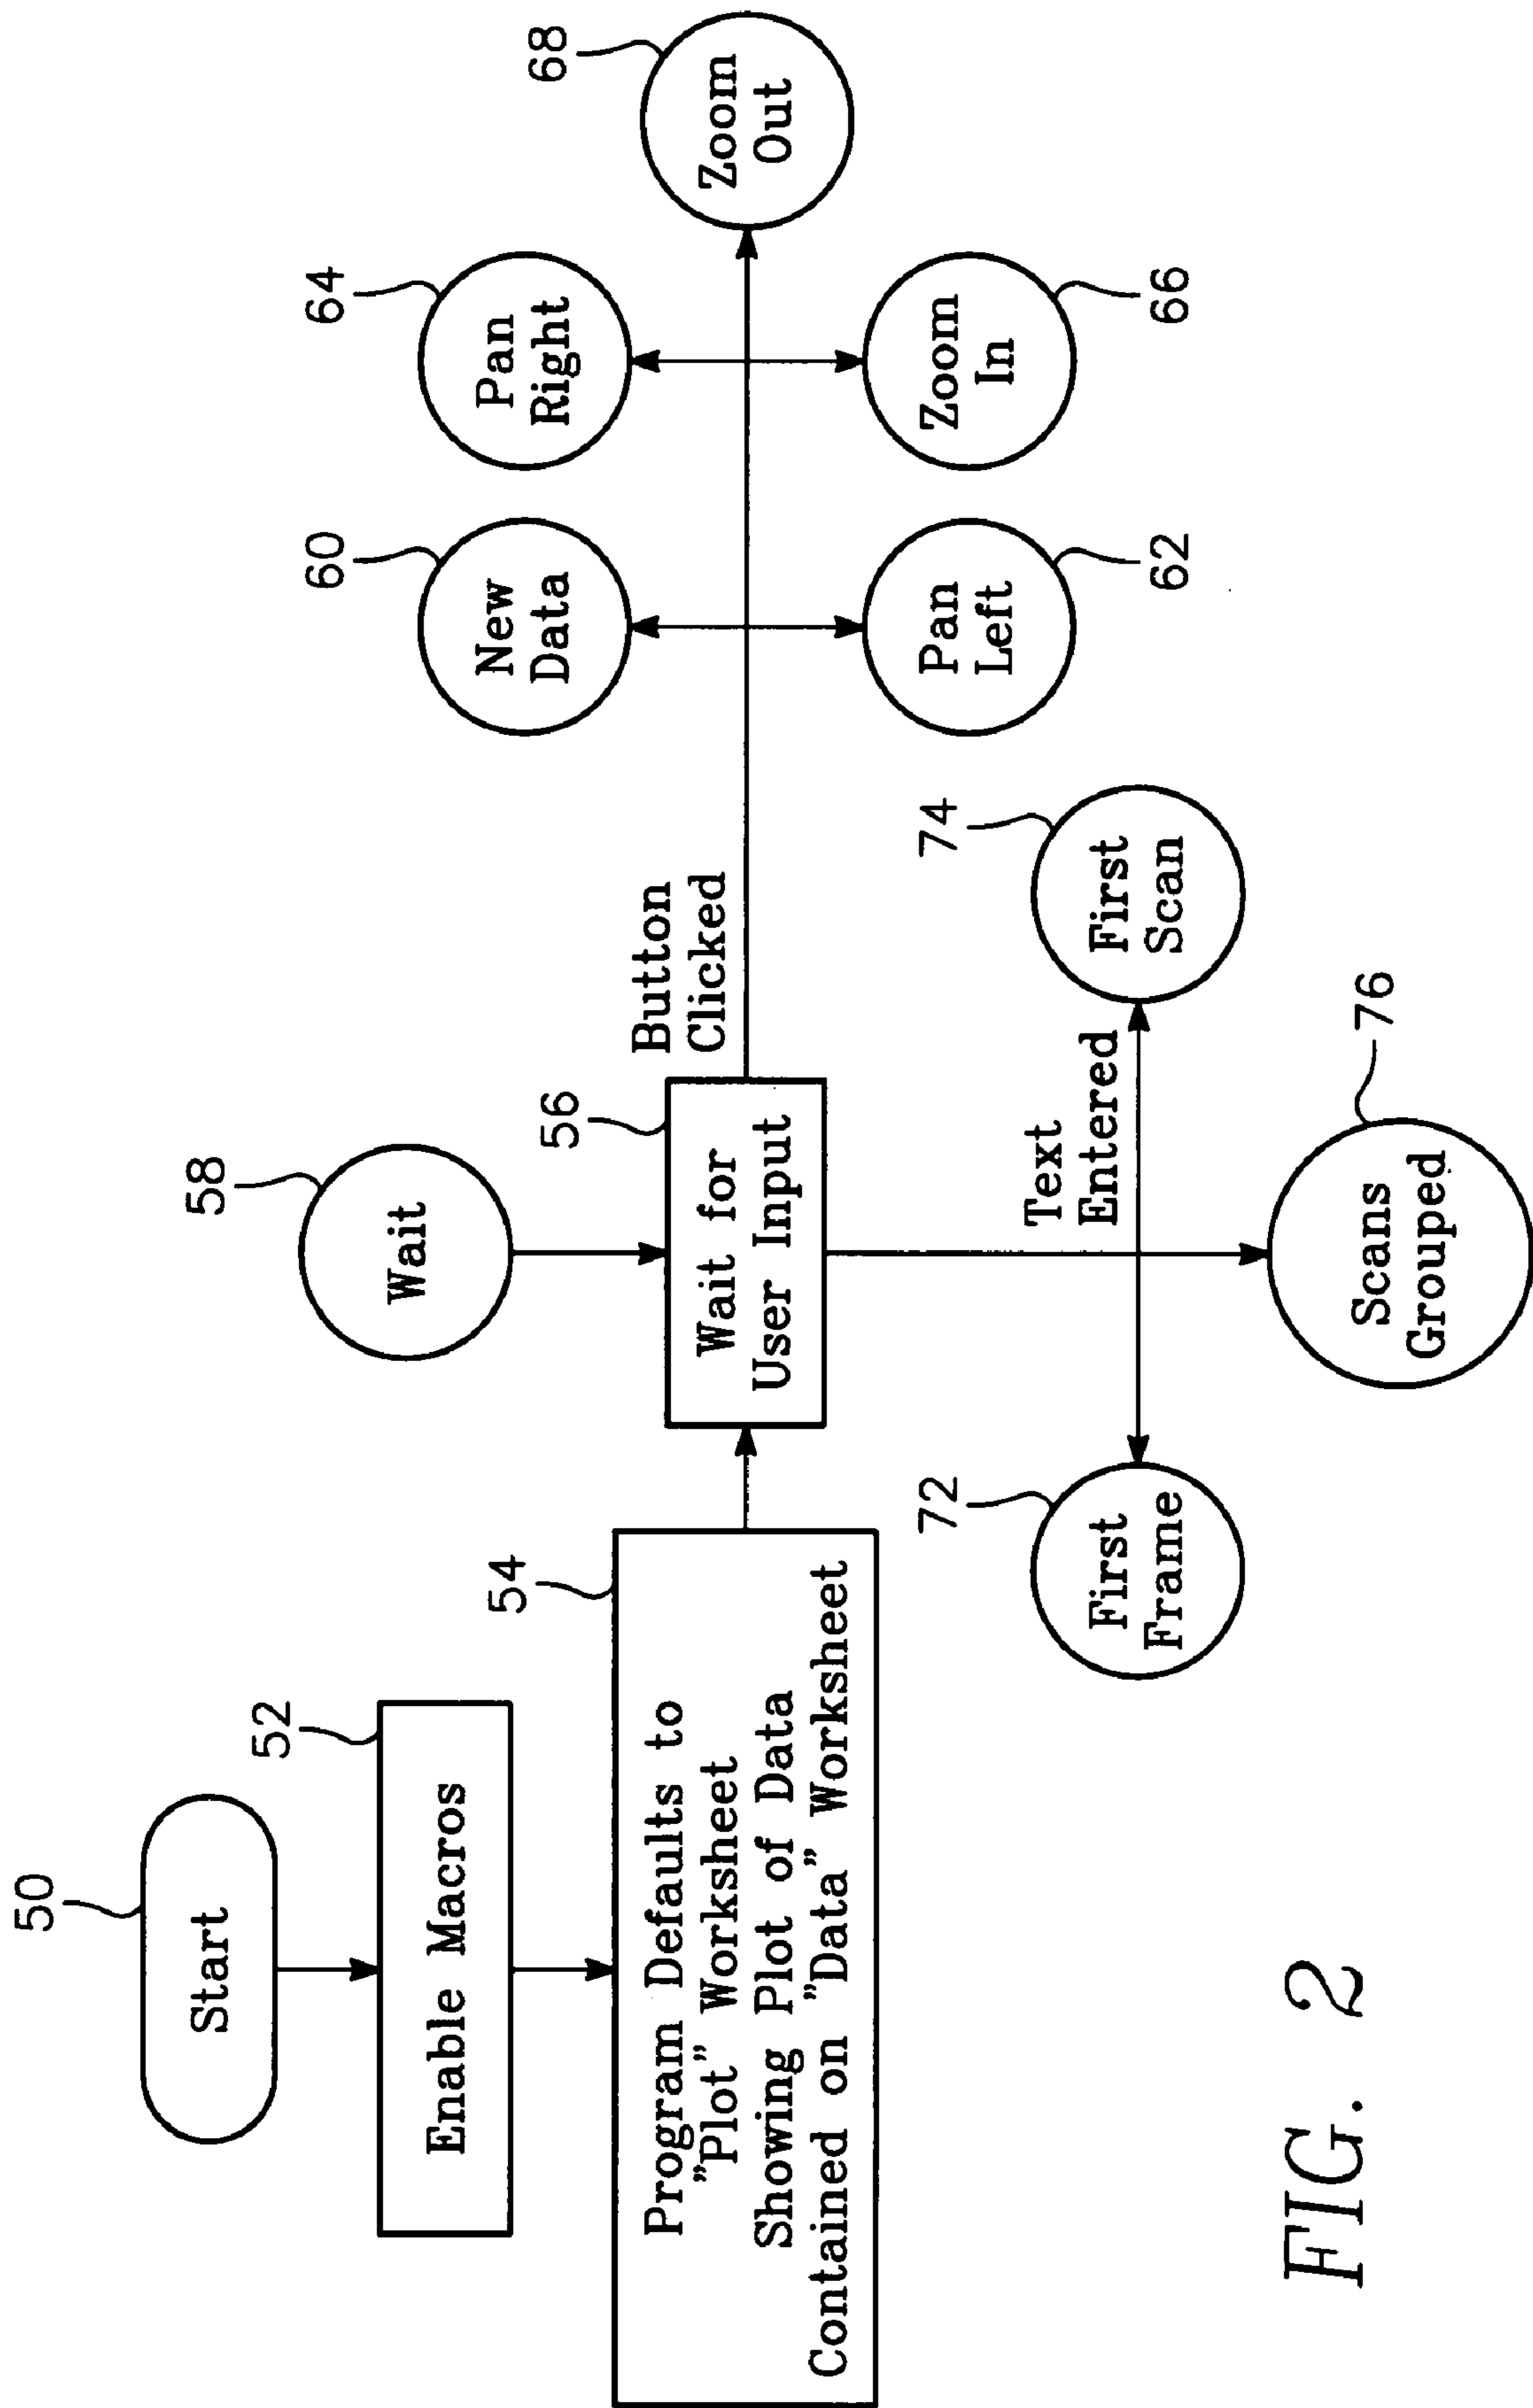 50
Start
52
Enable Macros
54
Program Defaults to
"Plot" Worksheet
Showing Plot of Data
Contained on "Data" Worksheet
58
Wait
56
Wait for
User Input
Button
Clicked
60
New
Data
64
Pan
Right
68
Zoom
Out
62
Pan
Left
66
Zoom
In
Text
Entered
72
First
Frame
74
First
Scan
76
Scans
Grouped
FIG. 2